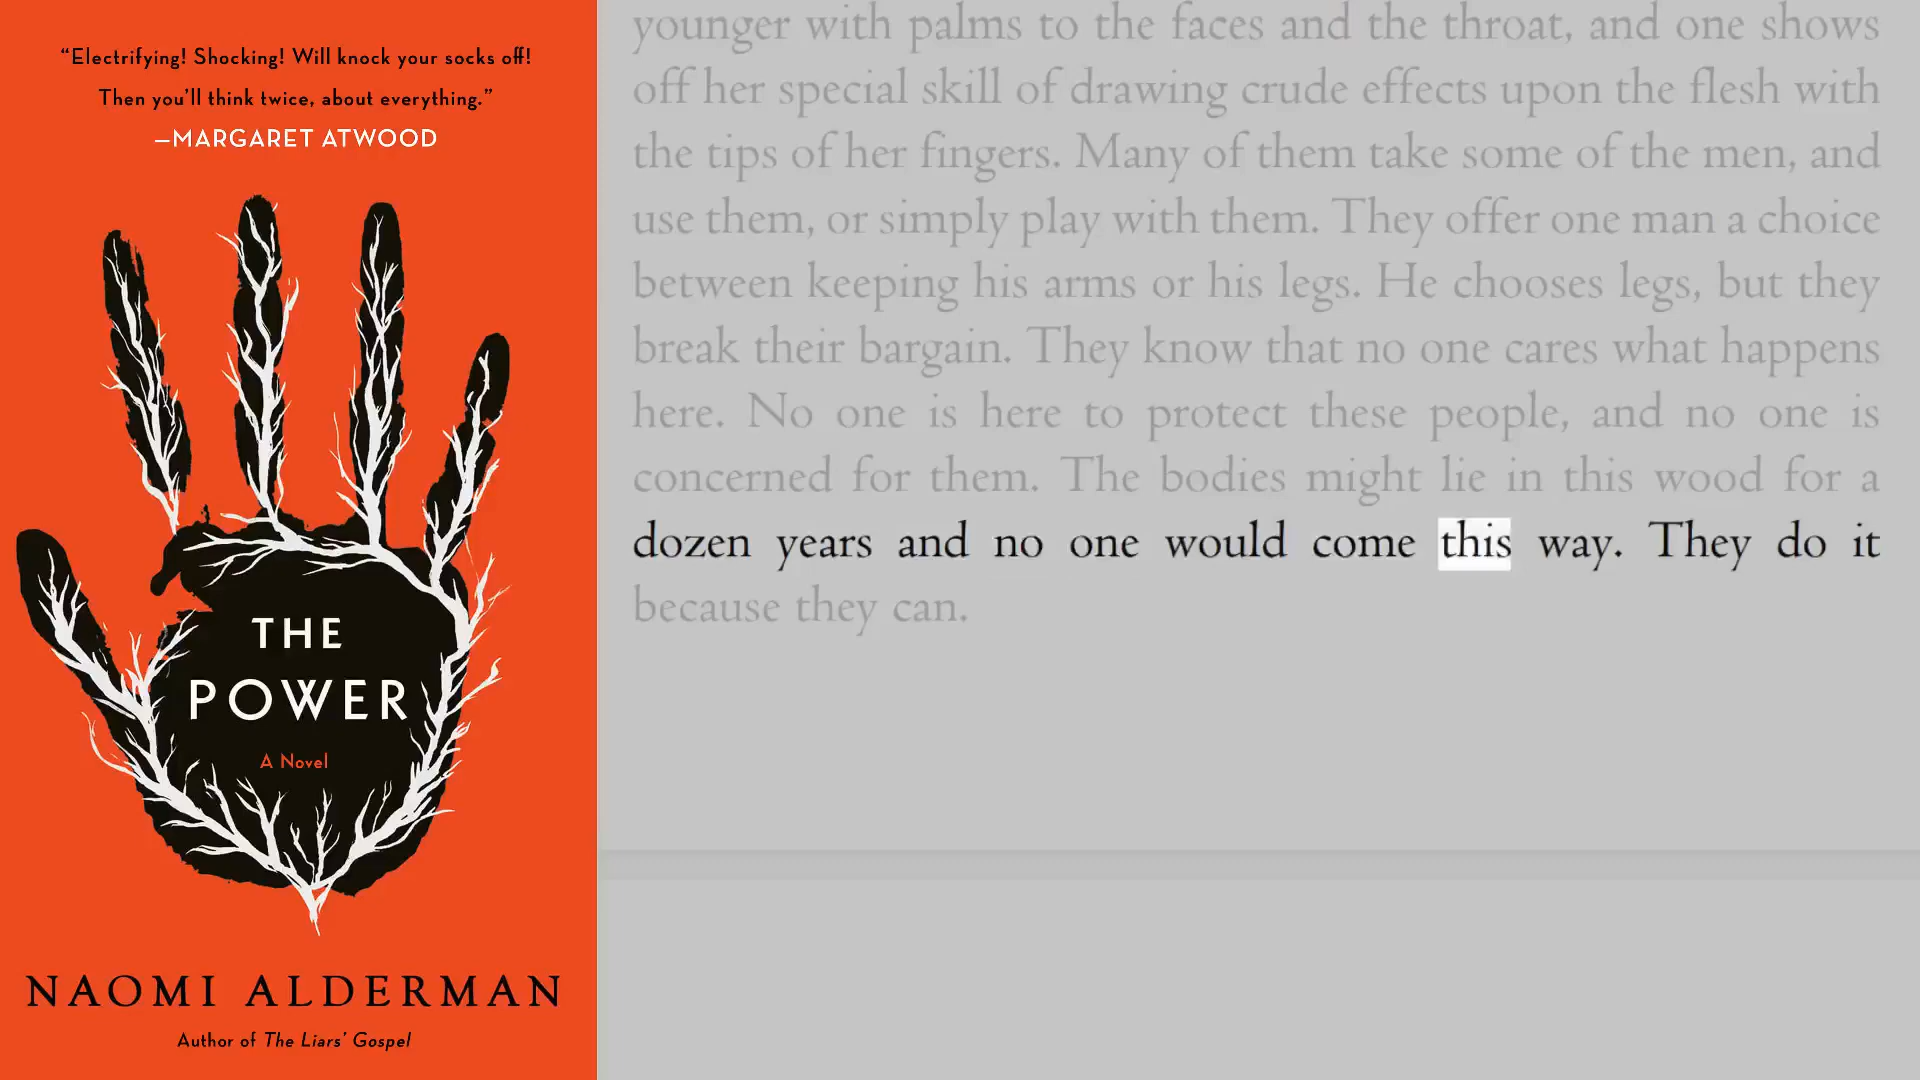 “Electrifying! Shocking! Will knock your socks off!
Then you’ll think twice, about everything.”
—MARGARET ATWOOD
THE
POWER
A Novel
NAOMI ALDERMAN
Author of The Liars’ Gospel
younger with palms to the faces and the throat, and one shows
off her special skill of drawing crude effects upon the flesh with
the tips of her fingers. Many of them take some of the men, and
use them, or simply play with them. They offer one man a choice
between keeping his arms or his legs. He chooses legs, but they
break their bargain. They know that no one cares what happens
here. No one is here to protect these people, and no one is
concerned for them. The bodies might lie in this wood for a
dozen years and no one would come this way. They do it
because they can.